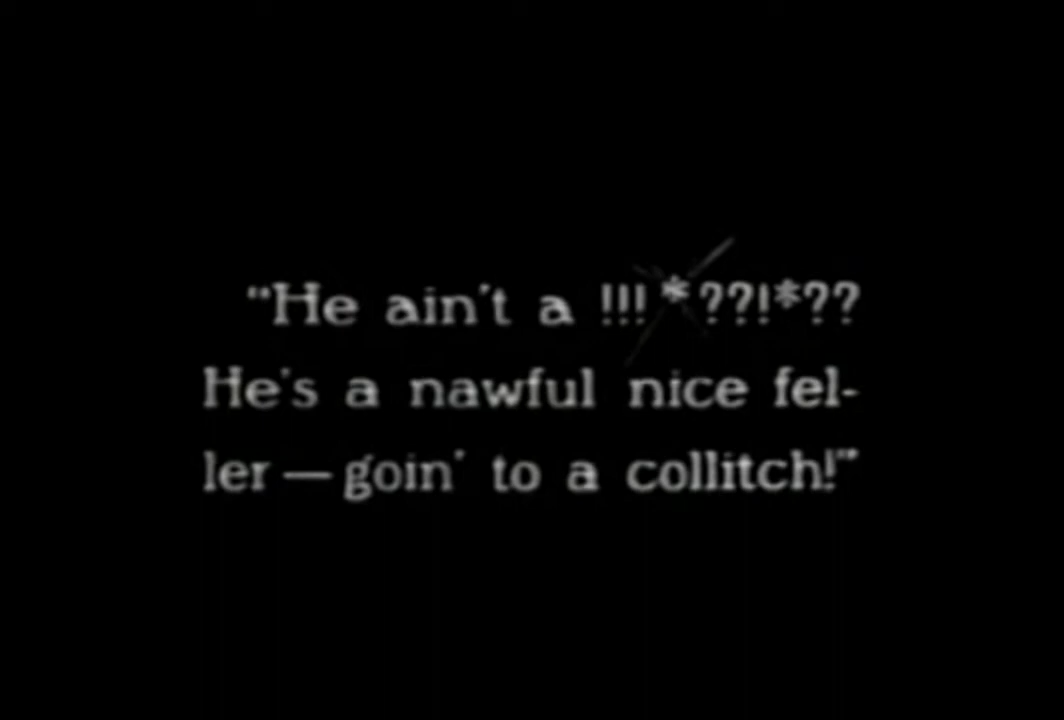 “He ain't a !!!*??!*??
He's a nawful nice fel-
ler — goin' to a collitch!”